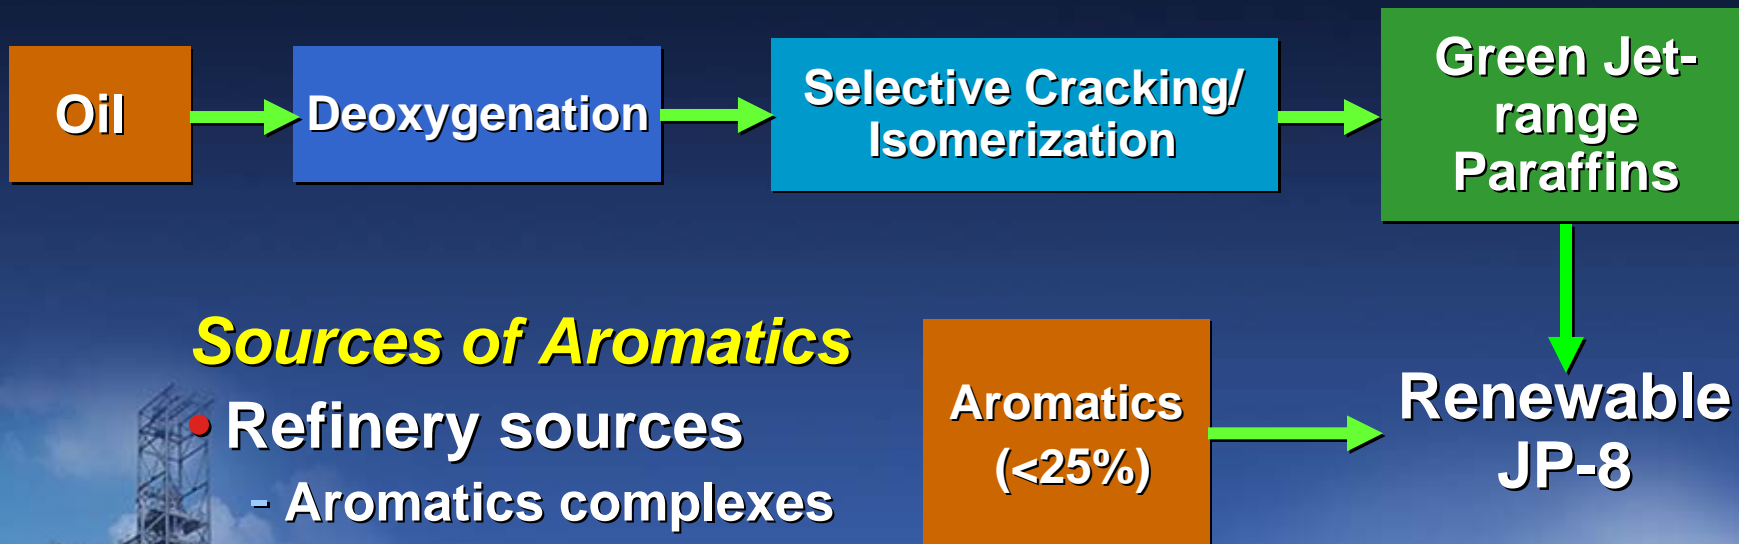 Oil
Deoxygenation
Selective Cracking/
Isomerization
Green Jet-
range
Paraffins
Sources of Aromatics
• Refinery sources
- Aromatics complexes
Aromatics
(<25%)
Renewable
JP-8